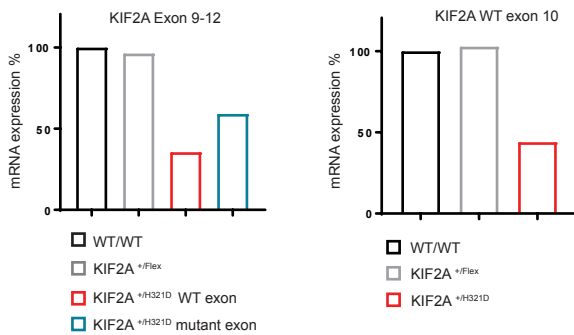 KIF2A Exon 9-12
mRNA expression %
100
50
0
WT/WT
KIF2A +/Flex
KIF2A +/H321D WT exon
KIF2A +/H321D mutant exon
KIF2A WT exon 10
mRNA expression %
100
50
0
WT/WT
KIF2A +/Flex
KIF2A +/H321D